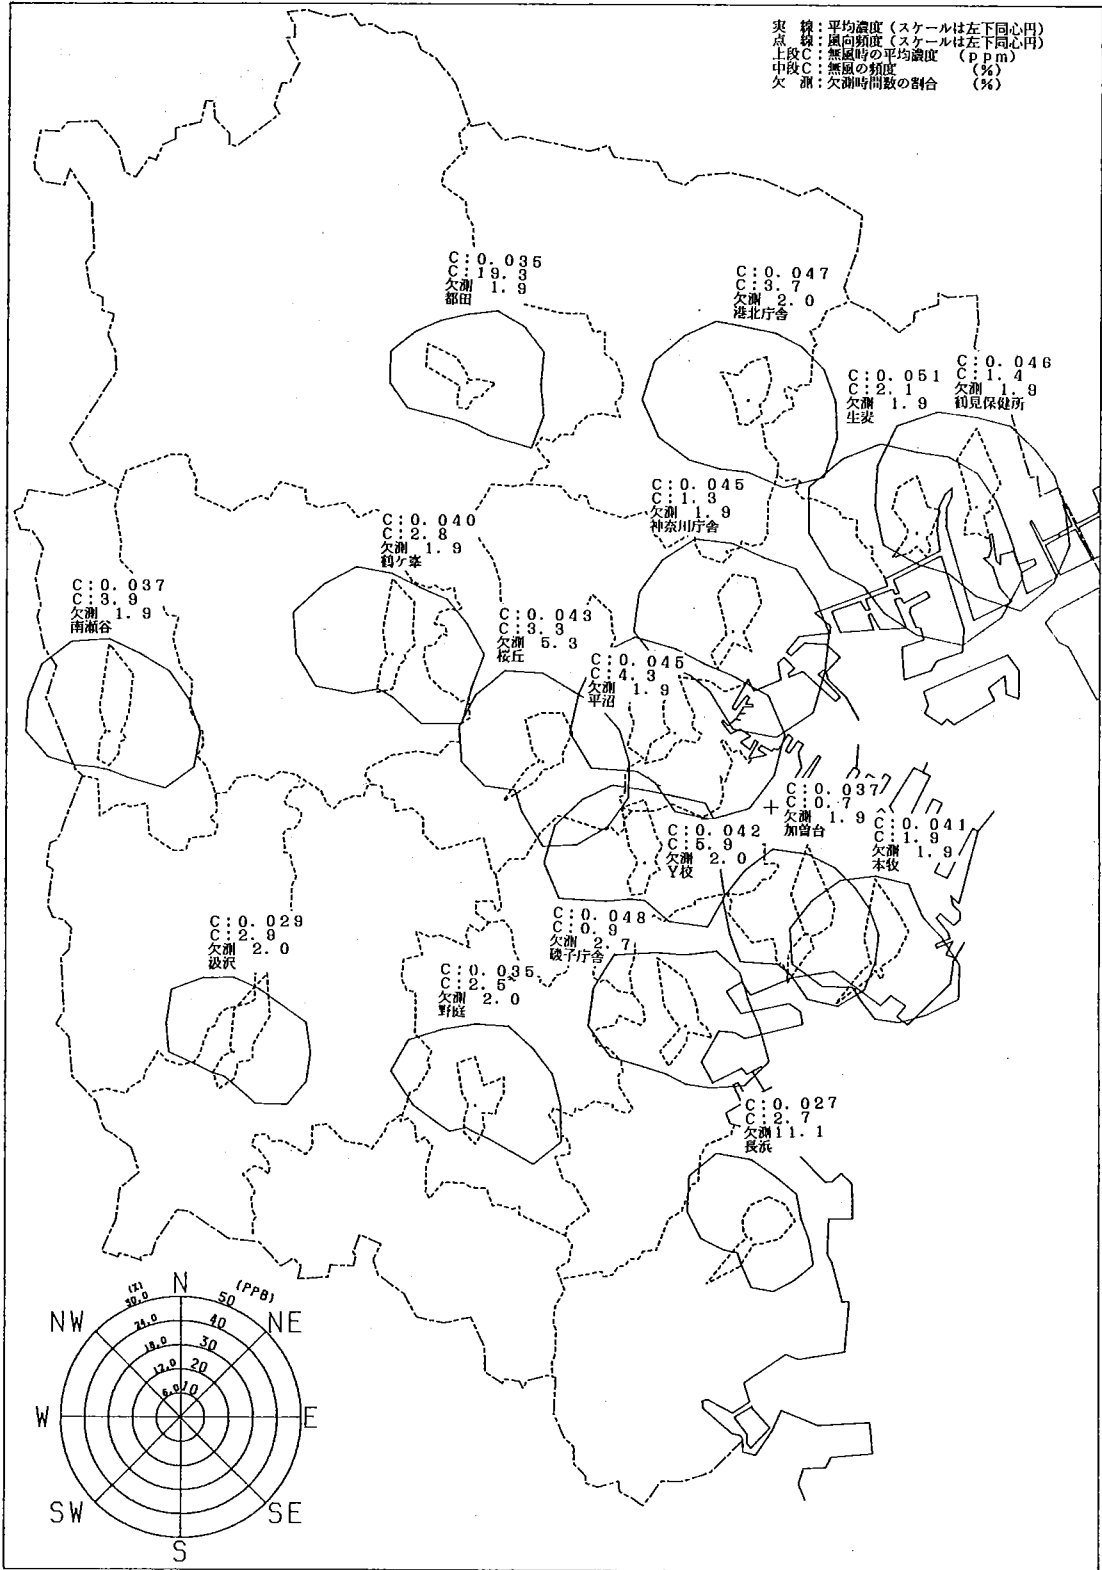 実 線：平均濃度（スケールは左下同心円）
点 線：風向頻度（スケールは左下同心円）
上段C：無風時の平均濃度 （ppm）
中段C：無風の頻度 （％）
欠 測：欠測時間数の割合 （％）
C：0.035
C：19.3
欠測 1.9
都田
C：0.047
C：3.7
欠測 2.0
港北庁舎
C：0.046
C：1.4
欠測 1.9
鶴見保健所
C：0.051
C：2.1
欠測 1.9
生麦
C：0.045
C：1.3
欠測 1.9
神奈川庁舎
C：0.040
C：2.8
欠測 1.9
鶴ケ峯
C：0.037
C：3.9
欠測 1.9
南瀬谷
C：0.043
C：3.3
欠測 5.3
桜丘
C：0.045
C：4.3
欠測 1.9
平沼
C：0.037
C：0.7
欠測 1.9
加曽台
C：0.041
C：1.9
欠測 1.9
本牧
C：0.042
C：5.9
欠測 2.0
Y校
C：0.048
C：0.9
欠測 2.7
磯子庁舎
C：0.029
C：2.9
欠測 2.0
汲沢
C：0.035
C：2.5
欠測 2.0
野庭
C：0.027
C：2.7
欠測11.1
長浜
N
(%)
(PPB)
30.0
50
NW
NE
24.0
40
18.0
30
12.0
20
6.0
10
W
E
SW
SE
S